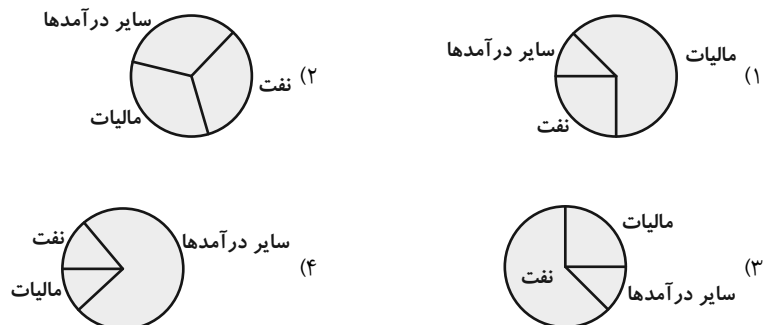 ۱)
مالیات
سایر درآمدها
نفت
۲)
سایر درآمدها
نفت
مالیات
۳)
مالیات
نفت
سایر درآمدها
۴)
نفت
سایر درآمدها
مالیات